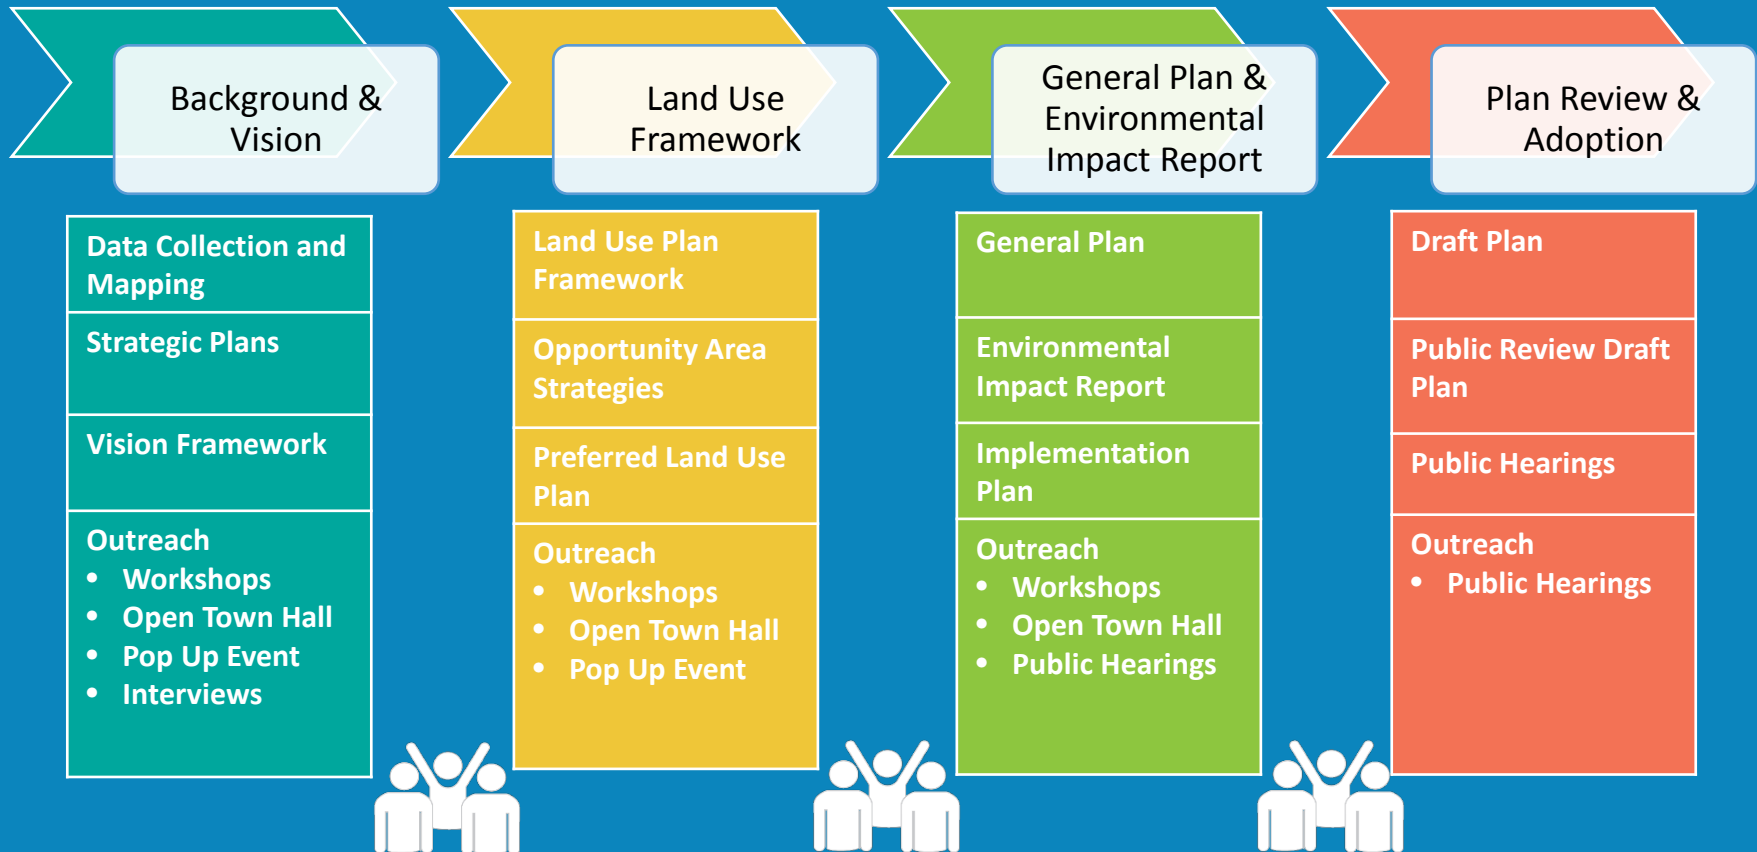 Background &
Vision
Land Use
Framework
General Plan &
Environmental
Impact Report
Plan Review &
Adoption
Data Collection and
Mapping
Strategic Plans
Vision Framework
Outreach
• Workshops
• Open Town Hall
• Pop Up Event
• Interviews
Land Use Plan
Framework
Opportunity Area
Strategies
Preferred Land Use
Plan
Outreach
• Workshops
• Open Town Hall
• Pop Up Event
General Plan
Environmental
Impact Report
Implementation
Plan
Outreach
• Workshops
• Open Town Hall
• Public Hearings
Draft Plan
Public Review Draft
Plan
Public Hearings
Outreach
• Public Hearings